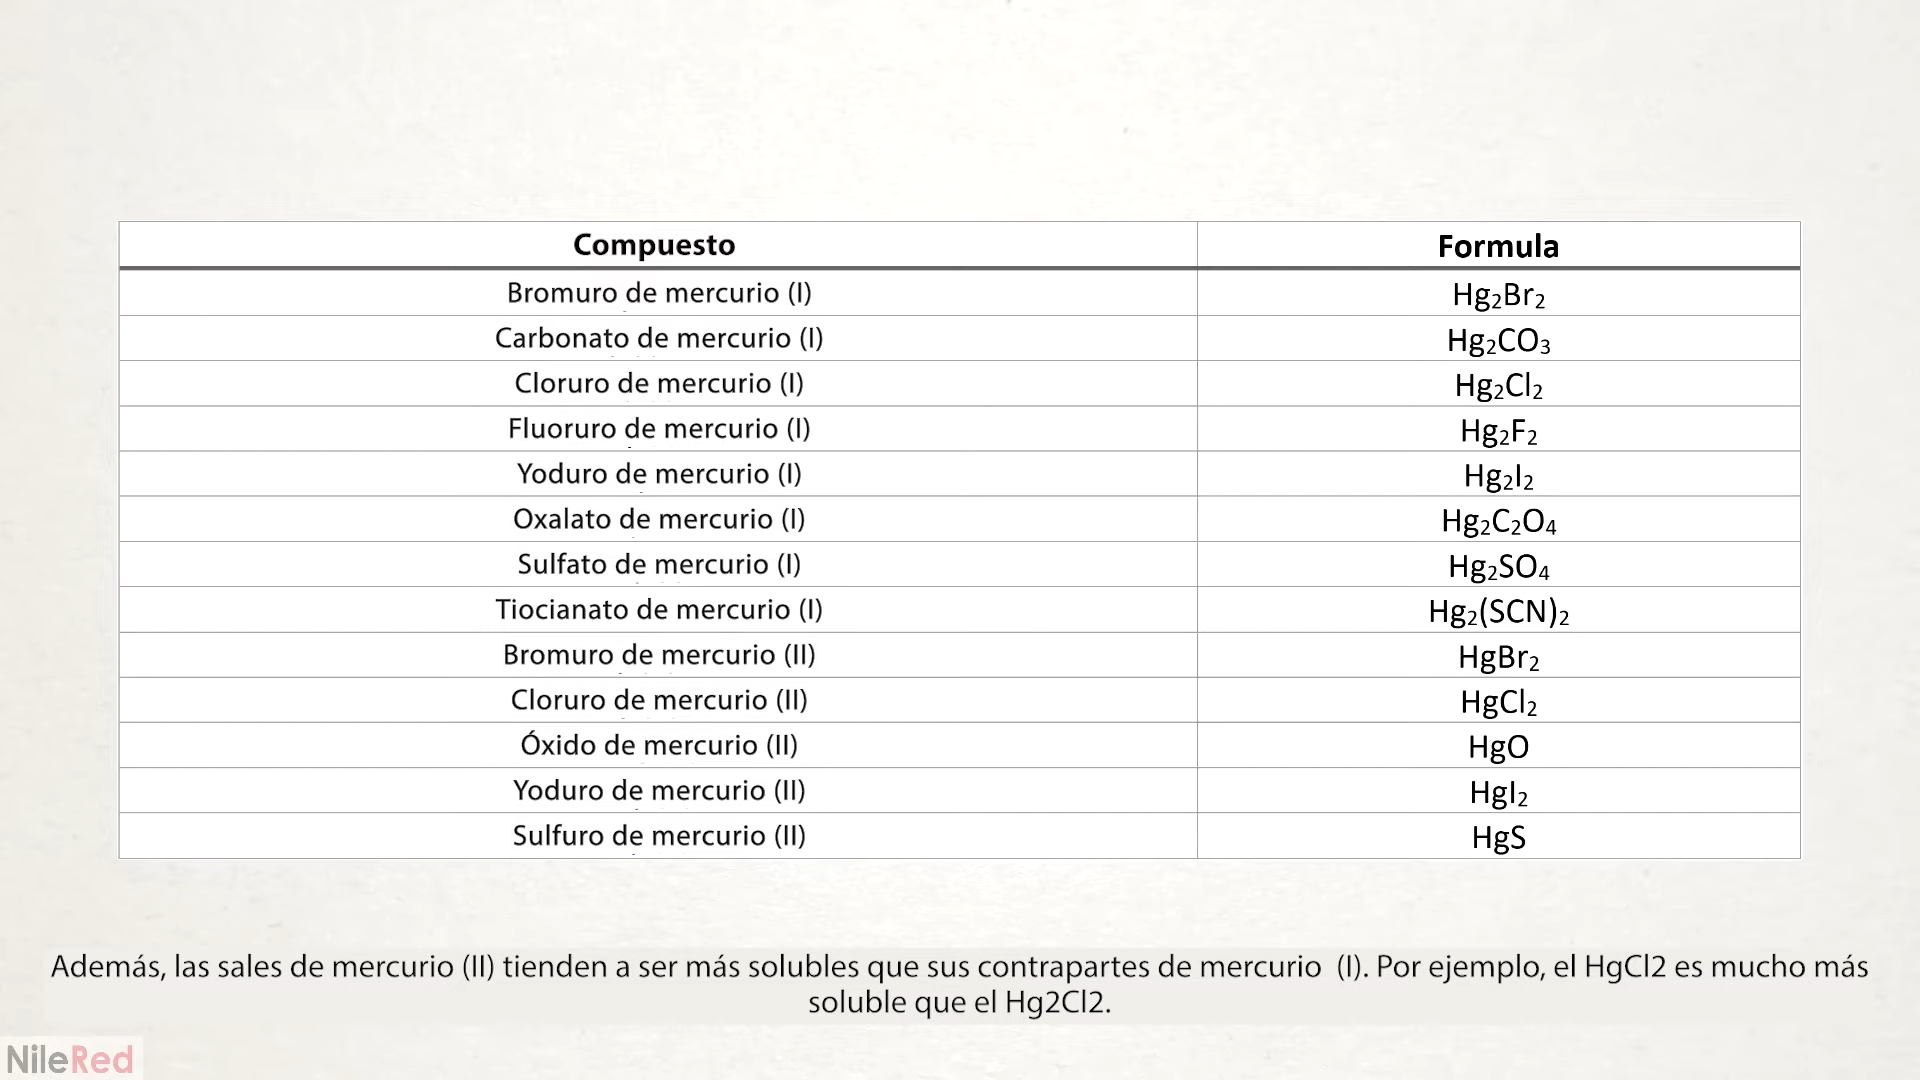 Compuesto Formula
Bromuro de mercurio (I) Hg₂Br₂
Carbonato de mercurio (I) Hg₂CO₃
Cloruro de mercurio (I) Hg₂Cl₂
Fluoruro de mercurio (I) Hg₂F₂
Yoduro de mercurio (I) Hg₂I₂
Oxalato de mercurio (I) Hg₂C₂O₄
Sulfato de mercurio (I) Hg₂SO₄
Tiocianato de mercurio (I) Hg₂(SCN)₂
Bromuro de mercurio (II) HgBr₂
Cloruro de mercurio (II) HgCl₂
Óxido de mercurio (II) HgO
Yoduro de mercurio (II) HgI₂
Sulfuro de mercurio (II) HgS
Además, las sales de mercurio (II) tienden a ser más solubles que sus contrapartes de mercurio (I). Por ejemplo, el HgCl2 es mucho más
soluble que el Hg2Cl2.
NileRed